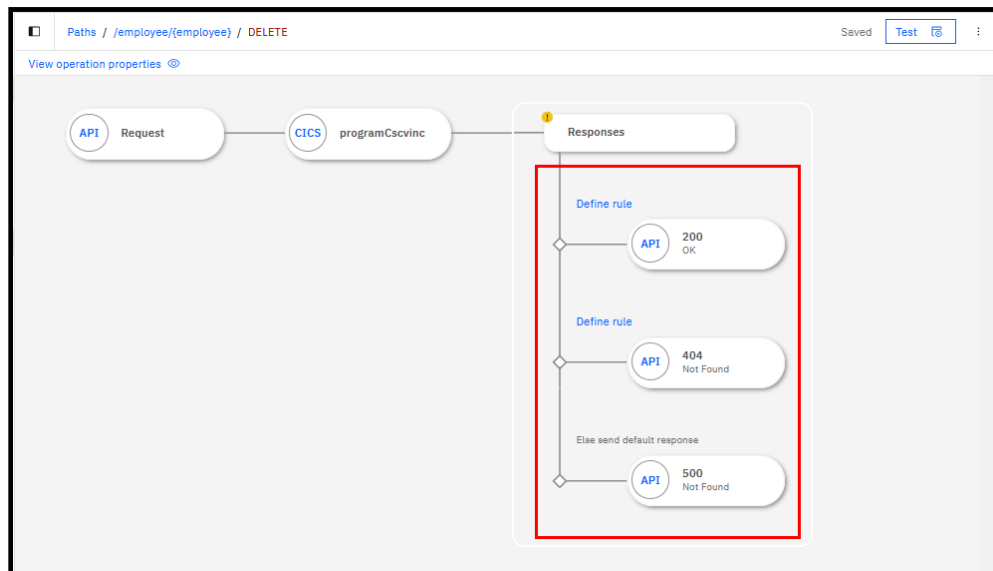 Paths / /employee/{employee} / DELETE
Saved
Test
View operation properties
API Request
CICS programCscvinc
! Responses
Define rule
API 200
OK
Define rule
API 404
Not Found
Else send default response
API 500
Not Found